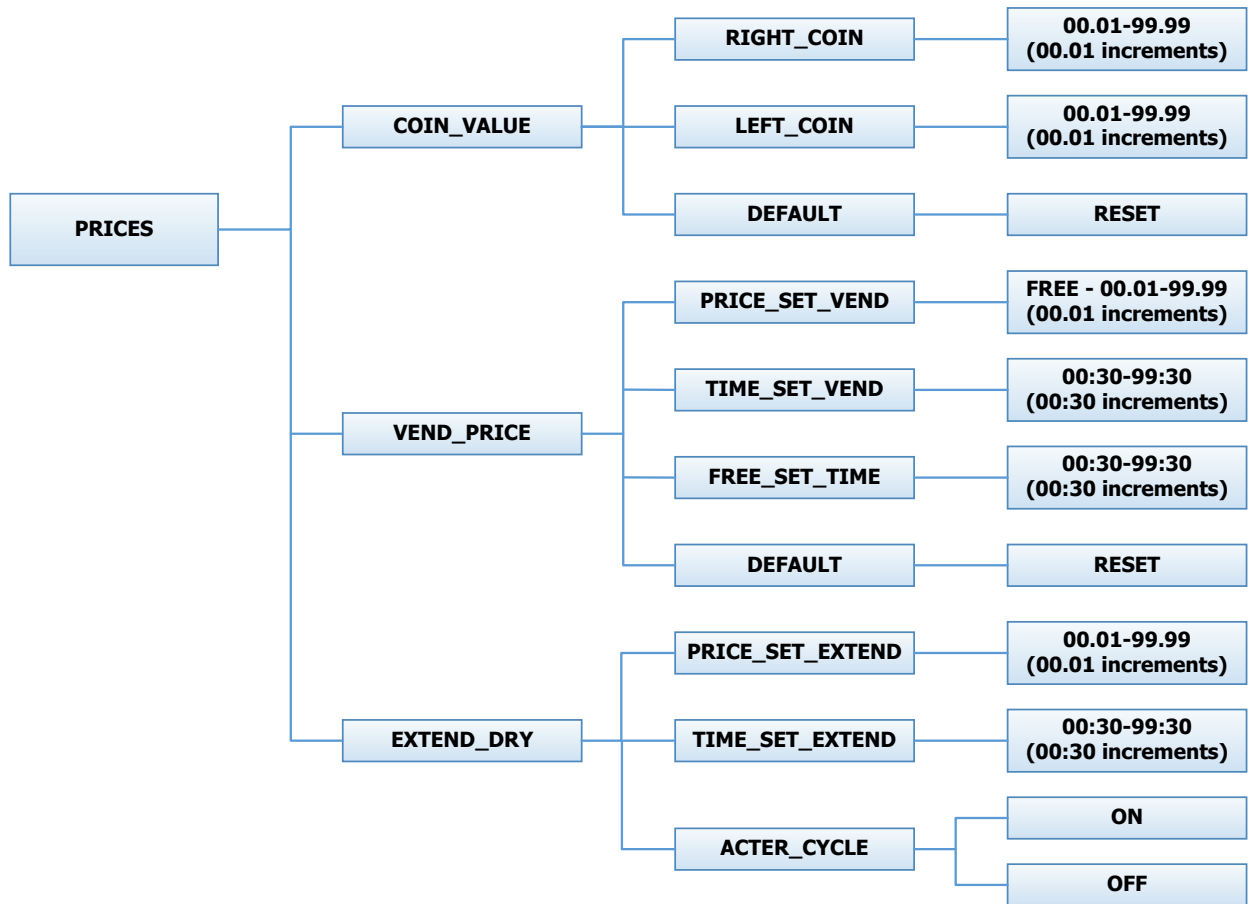 PRICES
COIN_VALUE
RIGHT_COIN
00.01-99.99
(00.01 increments)
LEFT_COIN
00.01-99.99
(00.01 increments)
DEFAULT
RESET
VEND_PRICE
PRICE_SET_VEND
FREE - 00.01-99.99
(00.01 increments)
TIME_SET_VEND
00:30-99:30
(00:30 increments)
FREE_SET_TIME
00:30-99:30
(00:30 increments)
DEFAULT
RESET
EXTEND_DRY
PRICE_SET_EXTEND
00.01-99.99
(00.01 increments)
TIME_SET_EXTEND
00:30-99:30
(00:30 increments)
ACTER_CYCLE
ON
OFF